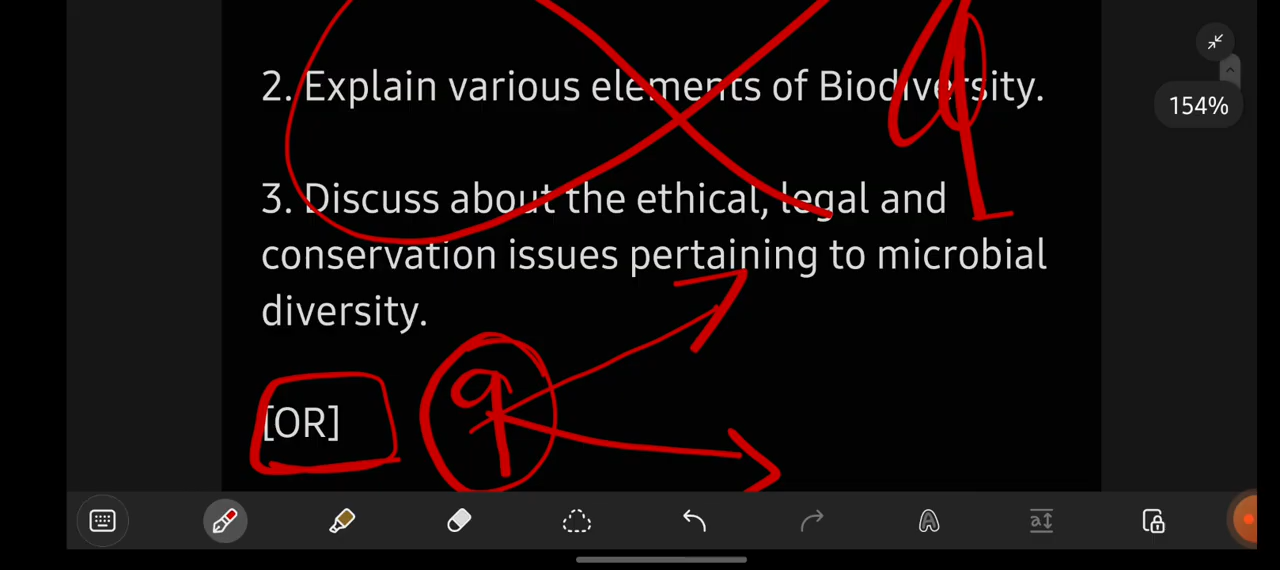 2. Explain various elements of Biodiversity.
154%
3. Discuss about the ethical, legal and
conservation issues pertaining to microbial
diversity.
[OR]
9